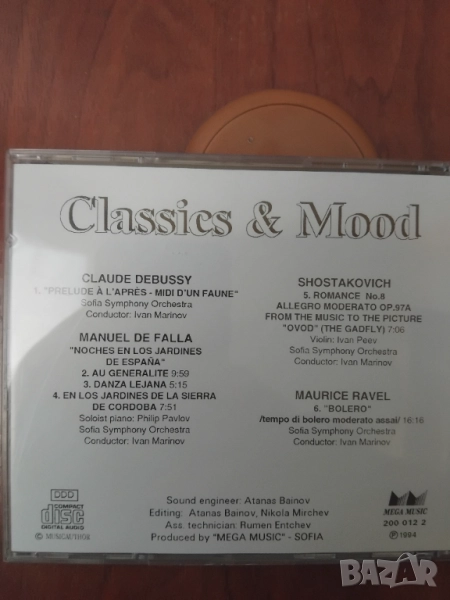 Classics & Mood
CLAUDE DEBUSSY
1. "PRELUDE À L'APRÈS - MIDI D'UN FAUNE"
Sofia Symphony Orchestra
Conductor: Ivan Marinov
MANUEL DE FALLA
"NOCHES EN LOS JARDINES
DE ESPAÑA"
2. AU GENERALITE 9:59
3. DANZA LEJANA 5:15
4. EN LOS JARDINES DE LA SIERRA
DE CORDOBA 7:51
Soloist piano: Philip Pavlov
Sofia Symphony Orchestra
Conductor: Ivan Marinov
SHOSTAKOVICH
5. ROMANCE No.8
ALLEGRO MODERATO OP.97A
FROM THE MUSIC TO THE PICTURE
"OVOD" (THE GADFLY) 7:06
Violin: Ivan Peev
Sofia Symphony Orchestra
Conductor: Ivan Marinov
MAURICE RAVEL
6. "BOLERO"
/tempo di bolero moderato assai/ 16:16
Sofia Symphony Orchestra
Conductor: Ivan Marinov
DDD
COMPACT
disc
DIGITAL AUDIO
Sound engineer: Atanas Bainov
Editing: Atanas Bainov, Nikola Mirchev
Ass. technician: Rumen Entchev
Produced by "MEGA MUSIC" - SOFIA
MEGA MUSIC
200 012 2
℗ 1994
BAZAR